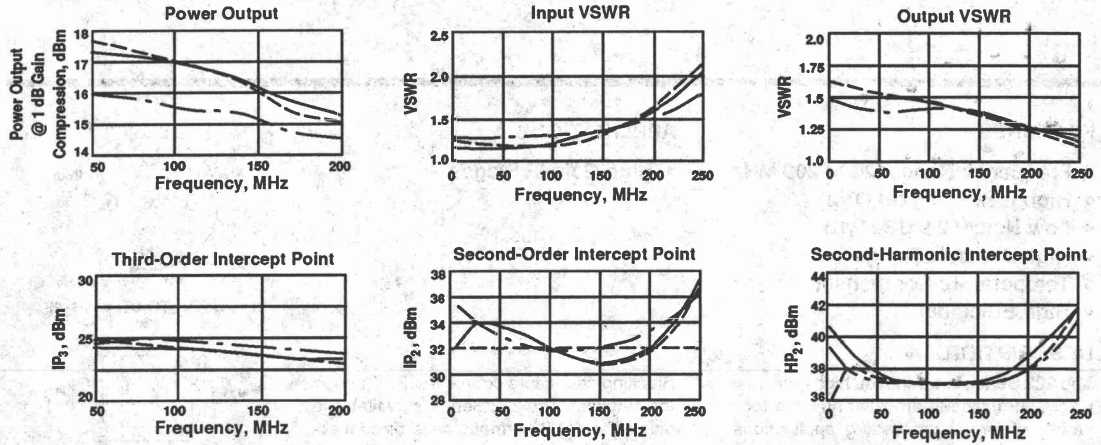 Power Output
Power Output
@ 1 dB Gain
Compression, dBm
18
17
16
15
14
50 100 150 200
Frequency, MHz
Input VSWR
VSWR
2.5
2.0
1.5
1.0
0 50 100 150 200 250
Frequency, MHz
Output VSWR
VSWR
2.0
1.75
1.5
1.25
1.0
0 50 100 150 200 250
Frequency, MHz
Third-Order Intercept Point
IP3, dBm
30
25
20
50 100 150 200
Frequency, MHz
Second-Order Intercept Point
IP2, dBm
38
36
34
32
30
28
0 50 100 150 200 250
Frequency, MHz
Second-Harmonic Intercept Point
HP2, dBm
44
42
40
38
36
0 50 100 150 200 250
Frequency, MHz